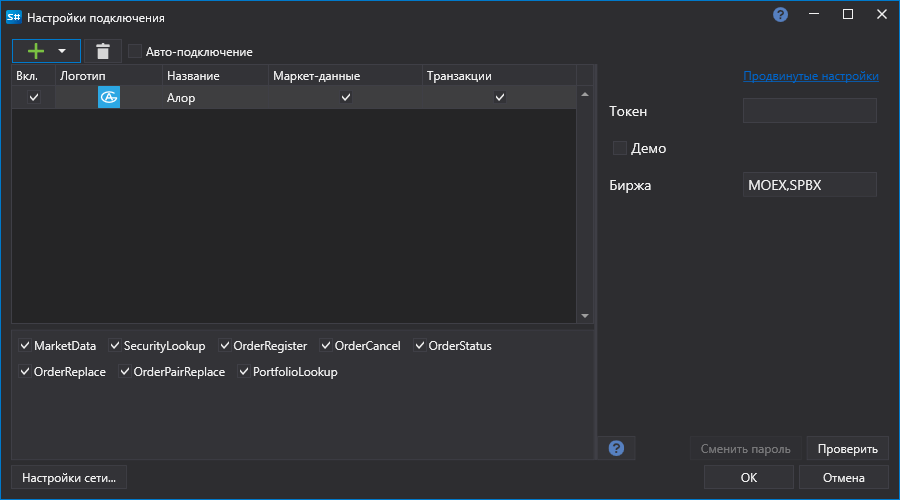 S# Настройки подключения
Авто-подключение
Вкл. Логотип Название Маркет-данные Транзакции
Алор
Продвинутые настройки
Токен
Демо
Биржа MOEX,SPBX
MarketData SecurityLookup OrderRegister OrderCancel OrderStatus
OrderReplace OrderPairReplace PortfolioLookup
Сменить пароль Проверить
Настройки сети... OK Отмена